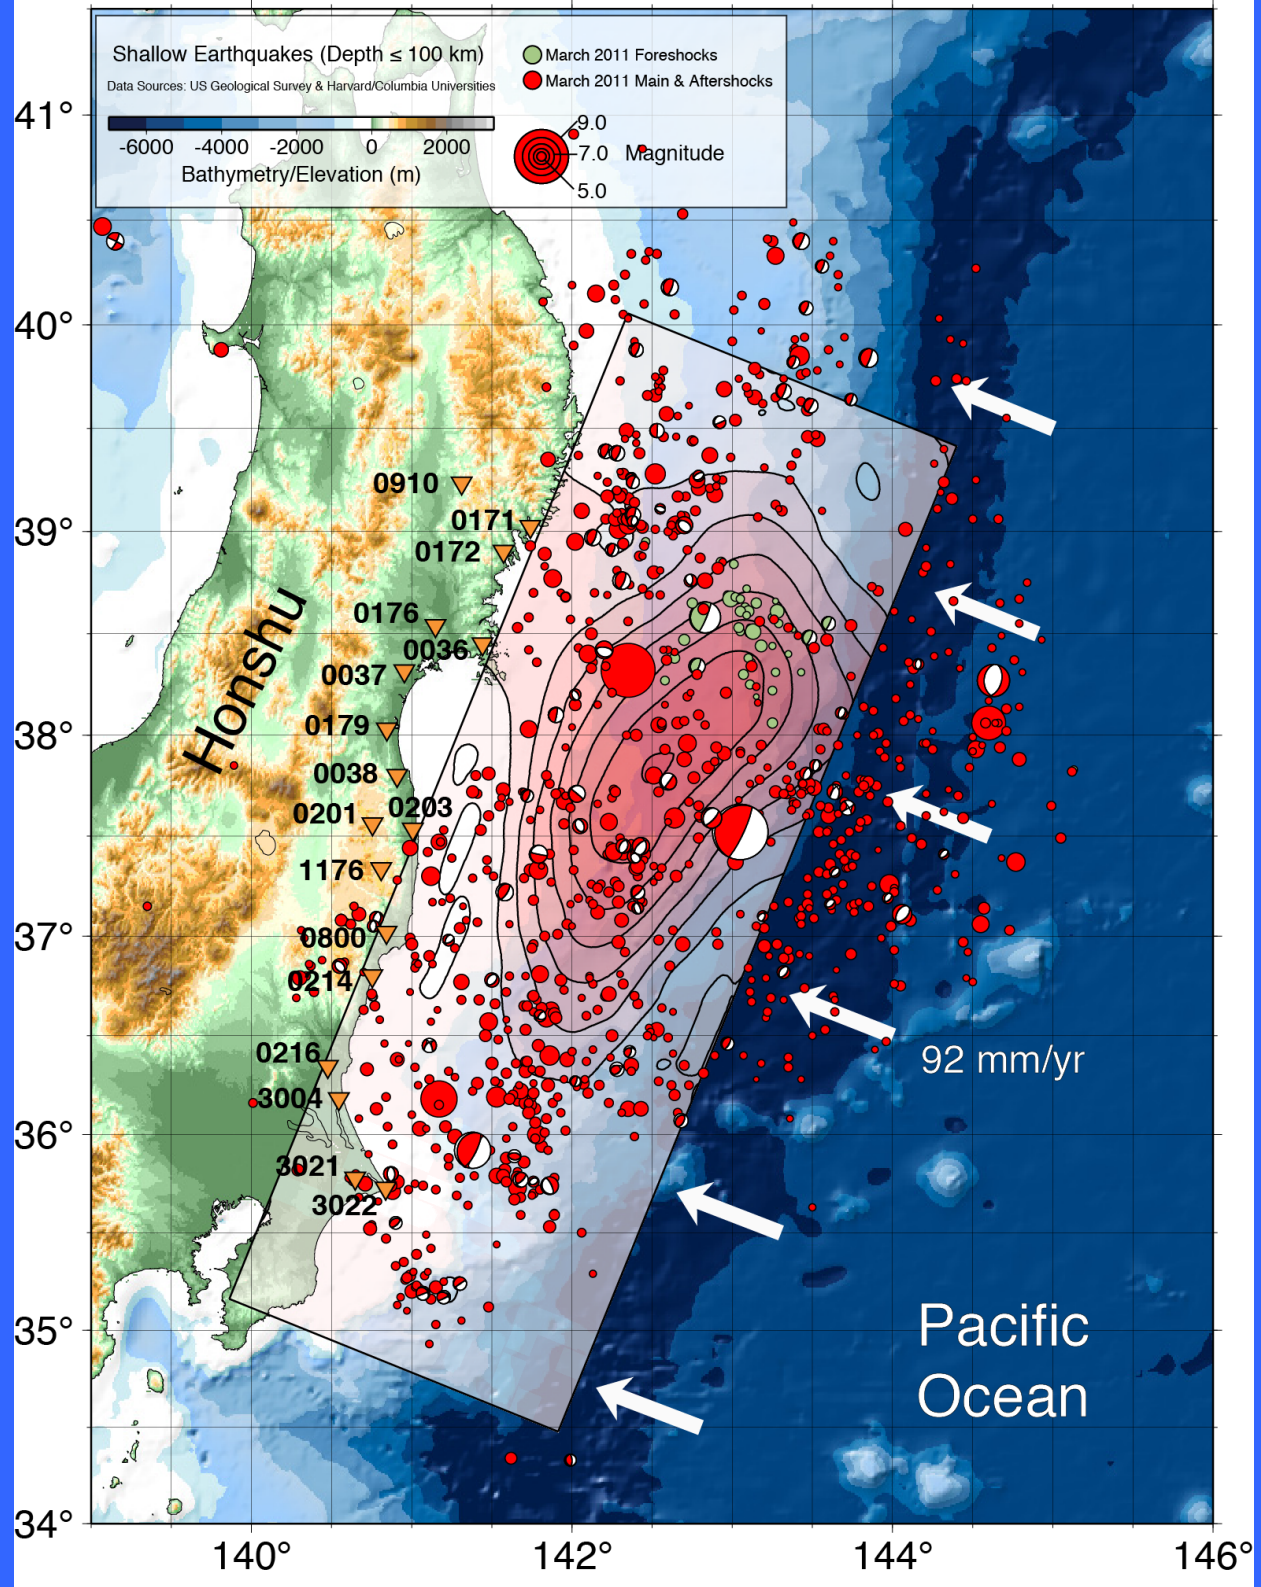 Shallow Earthquakes (Depth ≤ 100 km)
Data Sources: US Geological Survey & Harvard/Columbia Universities
-6000 -4000 -2000 0 2000
Bathymetry/Elevation (m)
March 2011 Foreshocks
March 2011 Main & Aftershocks
9.0
7.0 Magnitude
5.0
41°
40°
39°
38°
37°
36°
35°
34°
0910
0171
0172
0176
0036
0037
0179
0038
0201
0203
1176
0800
0214
0216
3004
3021
3022
Honshu
92 mm/yr
Pacific
Ocean
140° 142° 144° 146°